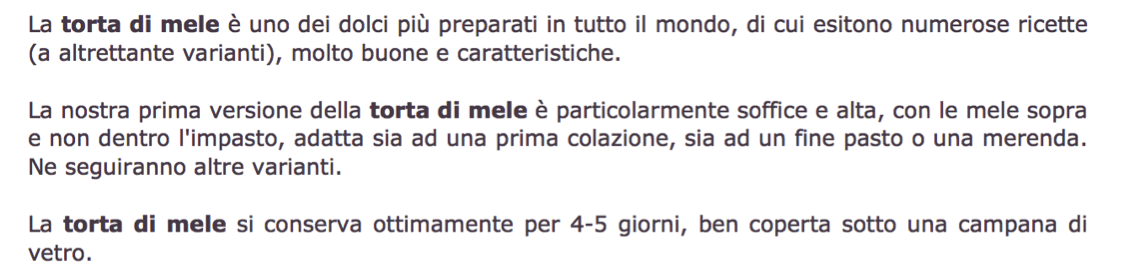 La torta di mele è uno dei dolci più preparati in tutto il mondo, di cui esitono numerose ricette
(a altrettante varianti), molto buone e caratteristiche.
La nostra prima versione della torta di mele è particolarmente soffice e alta, con le mele sopra
e non dentro l'impasto, adatta sia ad una prima colazione, sia ad un fine pasto o una merenda.
Ne seguiranno altre varianti.
La torta di mele si conserva ottimamente per 4-5 giorni, ben coperta sotto una campana di
vetro.